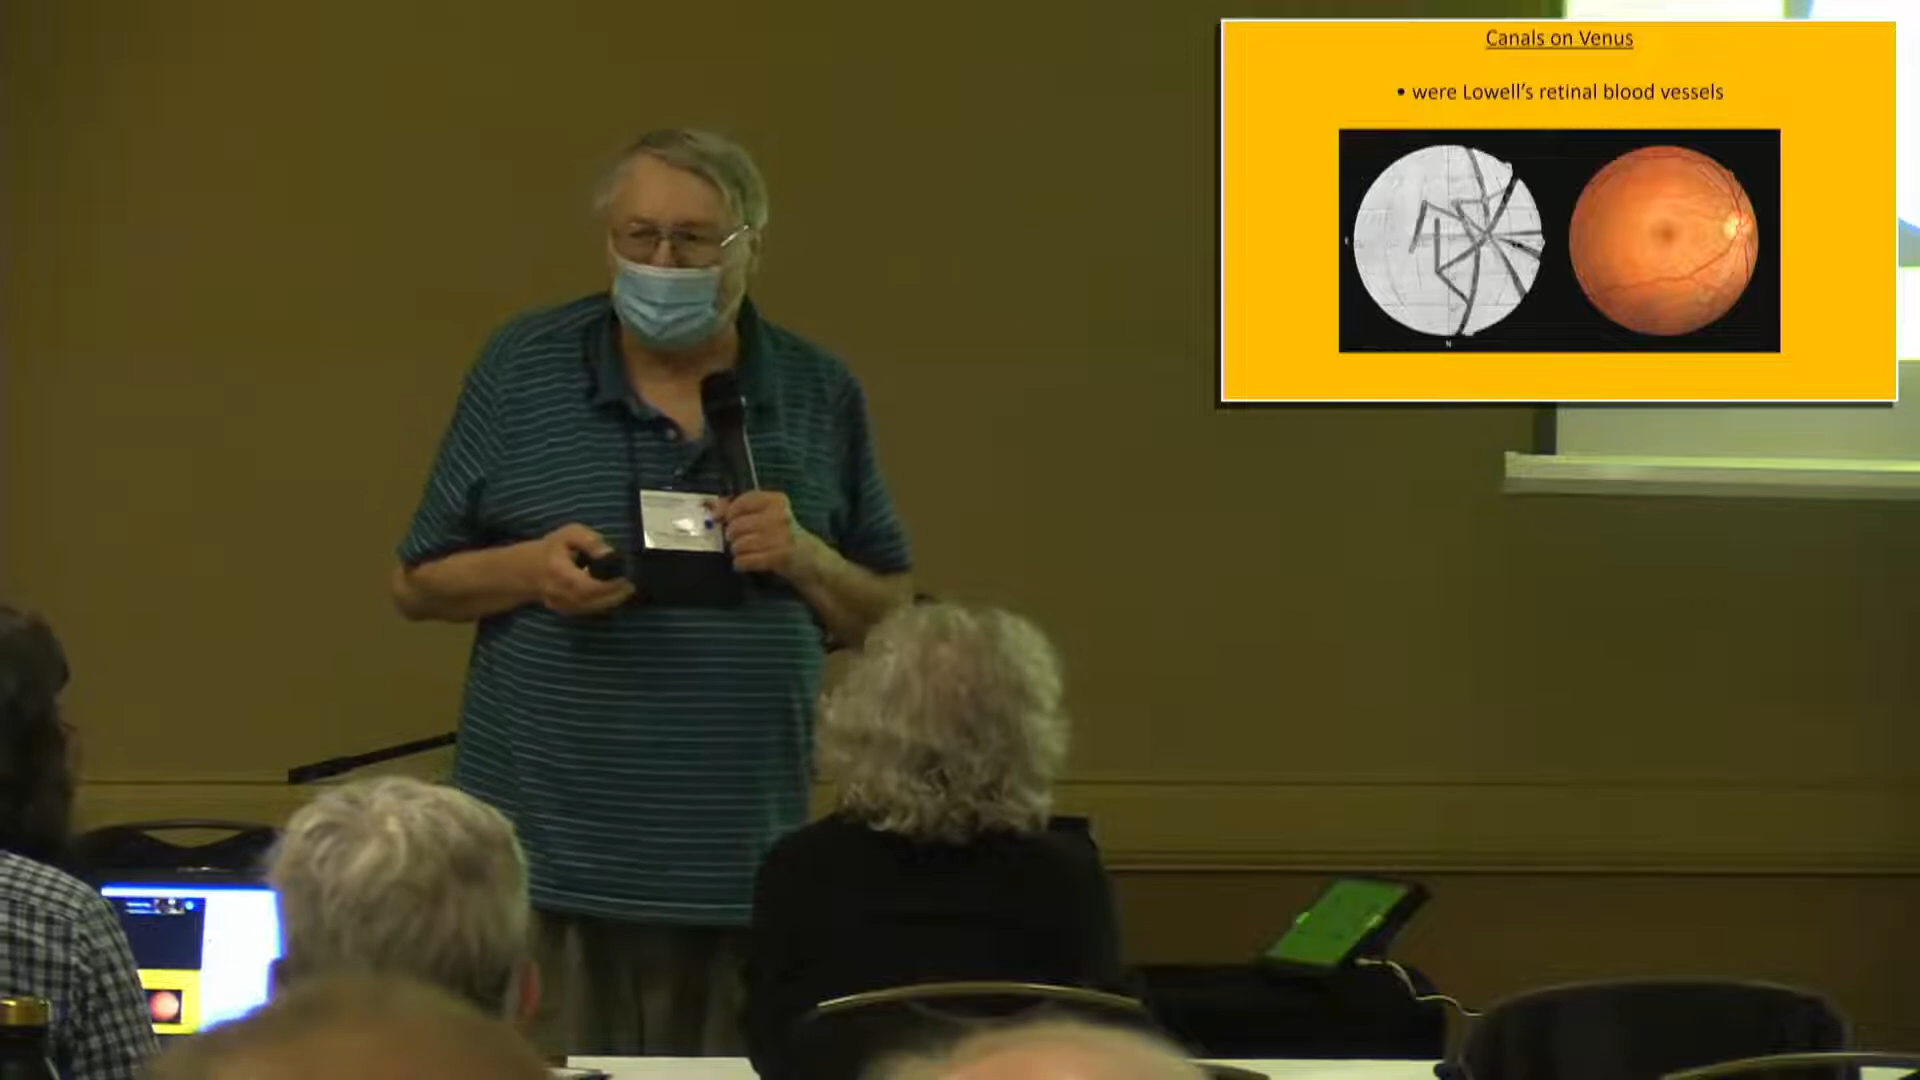 Canals on Venus
• were Lowell's retinal blood vessels
N